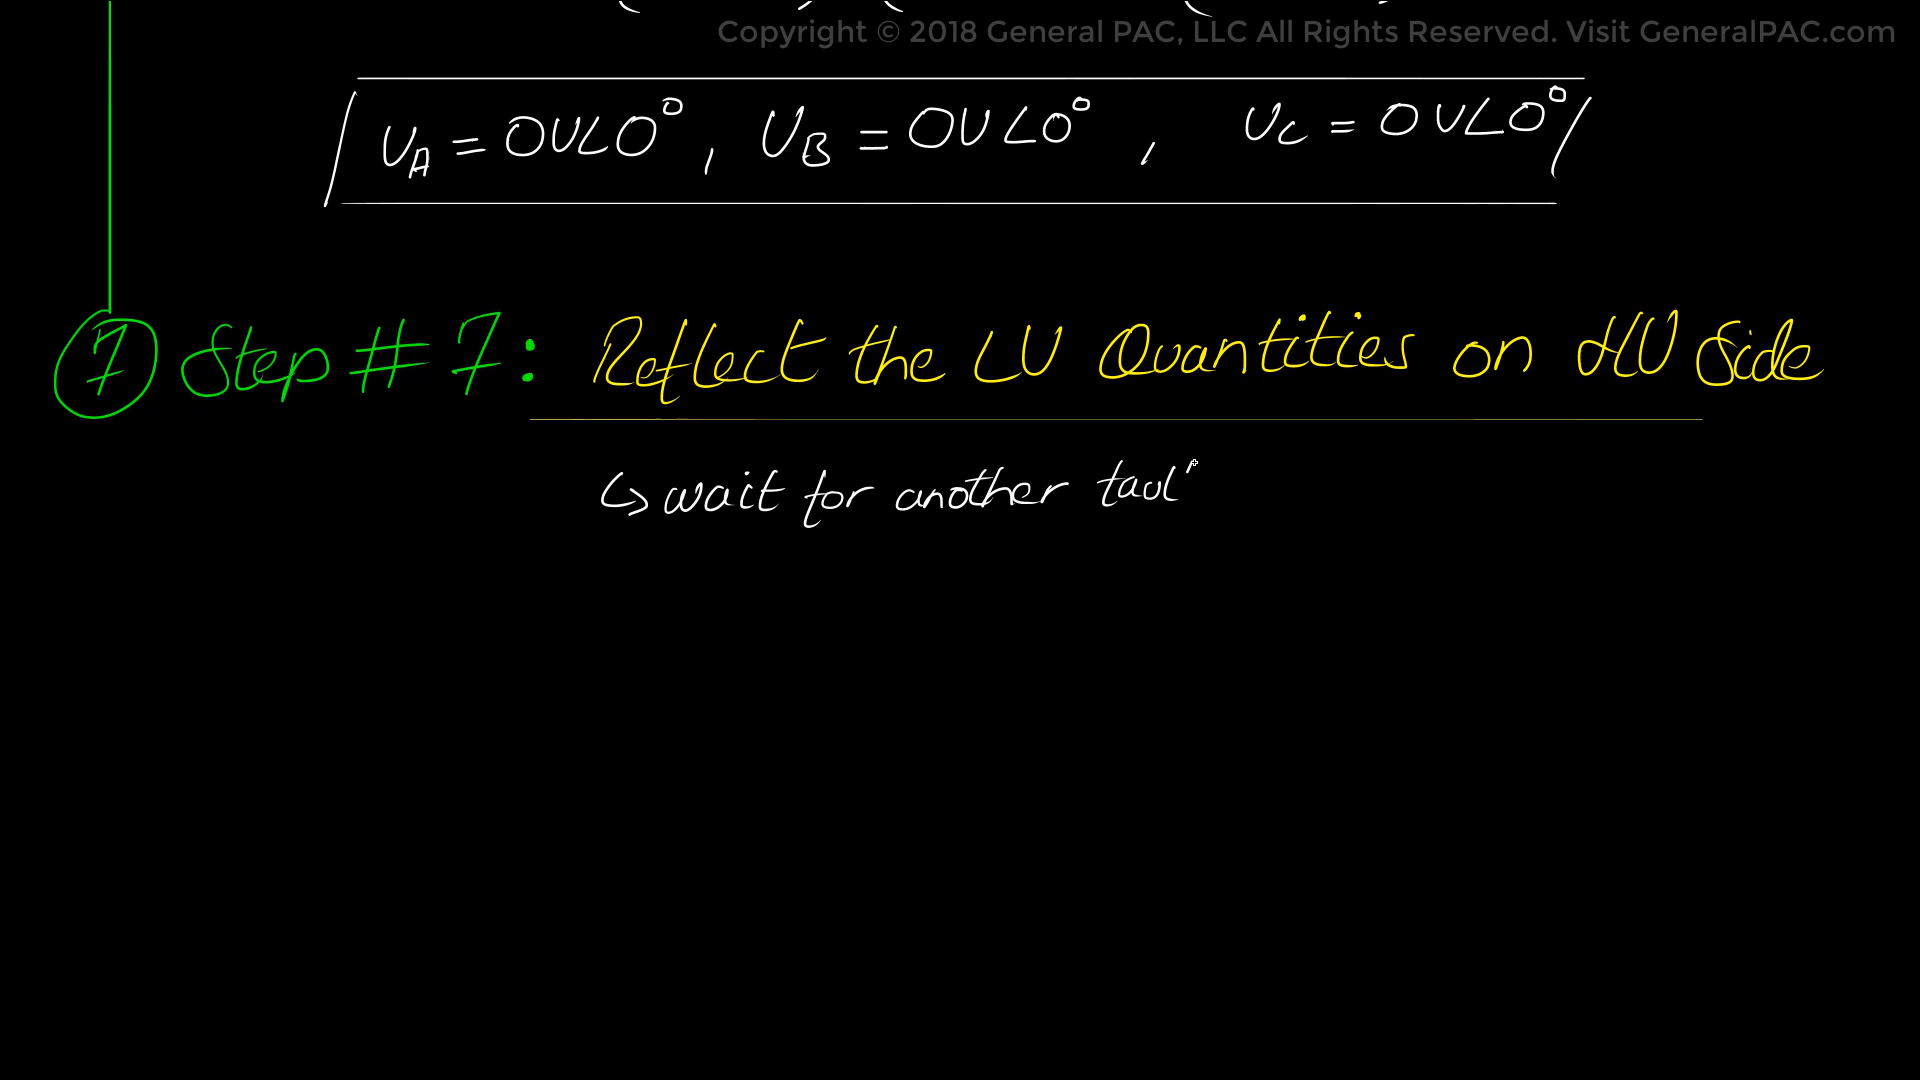 Copyright © 2018 General PAC, LLC All Rights Reserved. Visit GeneralPAC.com
VA = 0V∠0°, VB = 0V∠0°, VC = 0V∠0°
7 Step # 7: Reflect the LV Quantities on HV Side
↳ wait for another